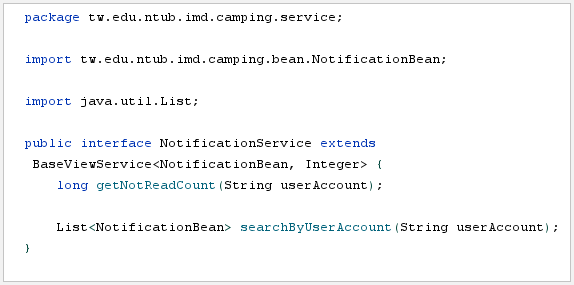 package tw.edu.ntub.imd.camping.service;
import tw.edu.ntub.imd.camping.bean.NotificationBean;
import java.util.List;
public interface NotificationService extends
BaseViewService<NotificationBean, Integer> {
long getNotReadCount(String userAccount);
List<NotificationBean> searchByUserAccount(String userAccount);
}